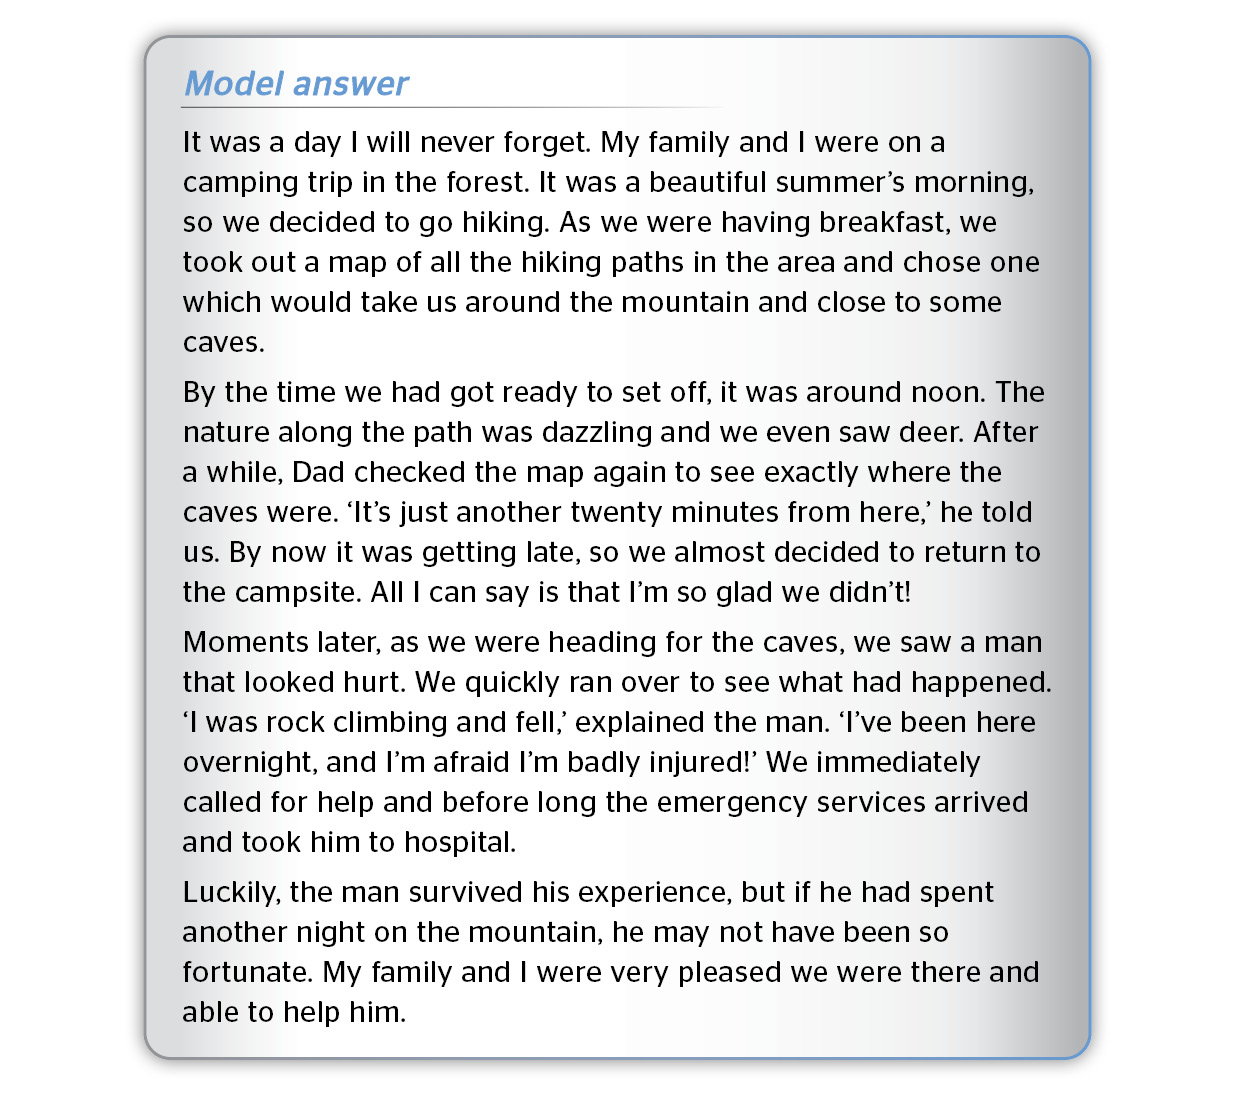 Model answer
It was a day I will never forget. My family and I were on a
camping trip in the forest. It was a beautiful summer’s morning,
so we decided to go hiking. As we were having breakfast, we
took out a map of all the hiking paths in the area and chose one
which would take us around the mountain and close to some
caves.
By the time we had got ready to set off, it was around noon. The
nature along the path was dazzling and we even saw deer. After
a while, Dad checked the map again to see exactly where the
caves were. ‘It’s just another twenty minutes from here,’ he told
us. By now it was getting late, so we almost decided to return to
the campsite. All I can say is that I’m so glad we didn’t!
Moments later, as we were heading for the caves, we saw a man
that looked hurt. We quickly ran over to see what had happened.
‘I was rock climbing and fell,’ explained the man. ‘I’ve been here
overnight, and I’m afraid I’m badly injured!’ We immediately
called for help and before long the emergency services arrived
and took him to hospital.
Luckily, the man survived his experience, but if he had spent
another night on the mountain, he may not have been so
fortunate. My family and I were very pleased we were there and
able to help him.